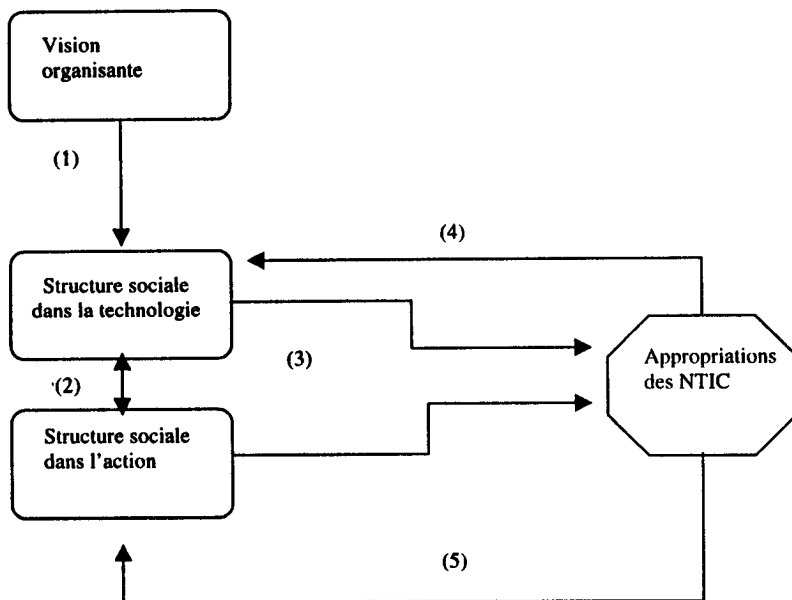 Vision
organisante
(1)
(4)
Structure sociale
dans la technologie
(3)
Appropriations
des NTIC
(2)
Structure sociale
dans l'action
(5)